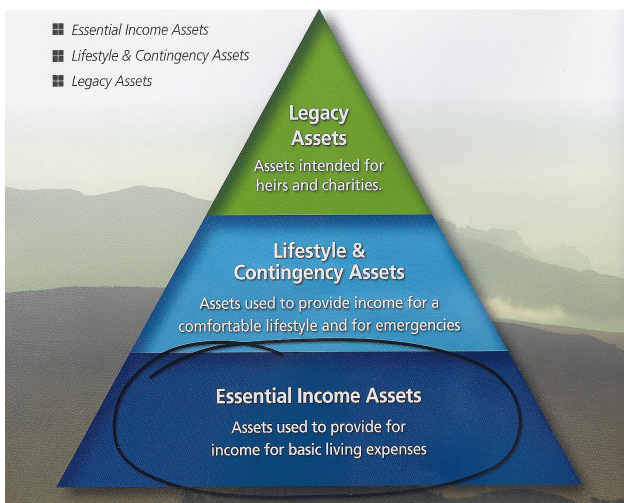 Essential Income Assets
Lifestyle & Contingency Assets
Legacy Assets
Legacy
Assets
Assets intended for
heirs and charities.
Lifestyle &
Contingency Assets
Assets used to provide income for a
comfortable lifestyle and for emergencies
Essential Income Assets
Assets used to provide for
income for basic living expenses